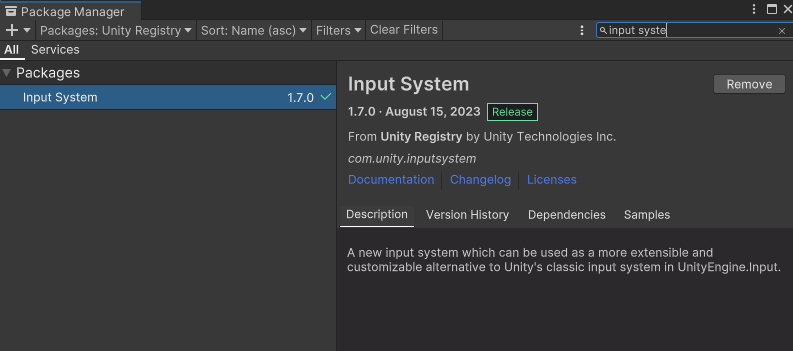 Package Manager
Packages: Unity Registry Sort: Name (asc) Filters Clear Filters input syste
All Services
Packages
Input System 1.7.0
Input System
Remove
1.7.0 · August 15, 2023 Release
From Unity Registry by Unity Technologies Inc.
com.unity.inputsystem
Documentation Changelog Licenses
Description Version History Dependencies Samples
A new input system which can be used as a more extensible and
customizable alternative to Unity's classic input system in UnityEngine.Input.